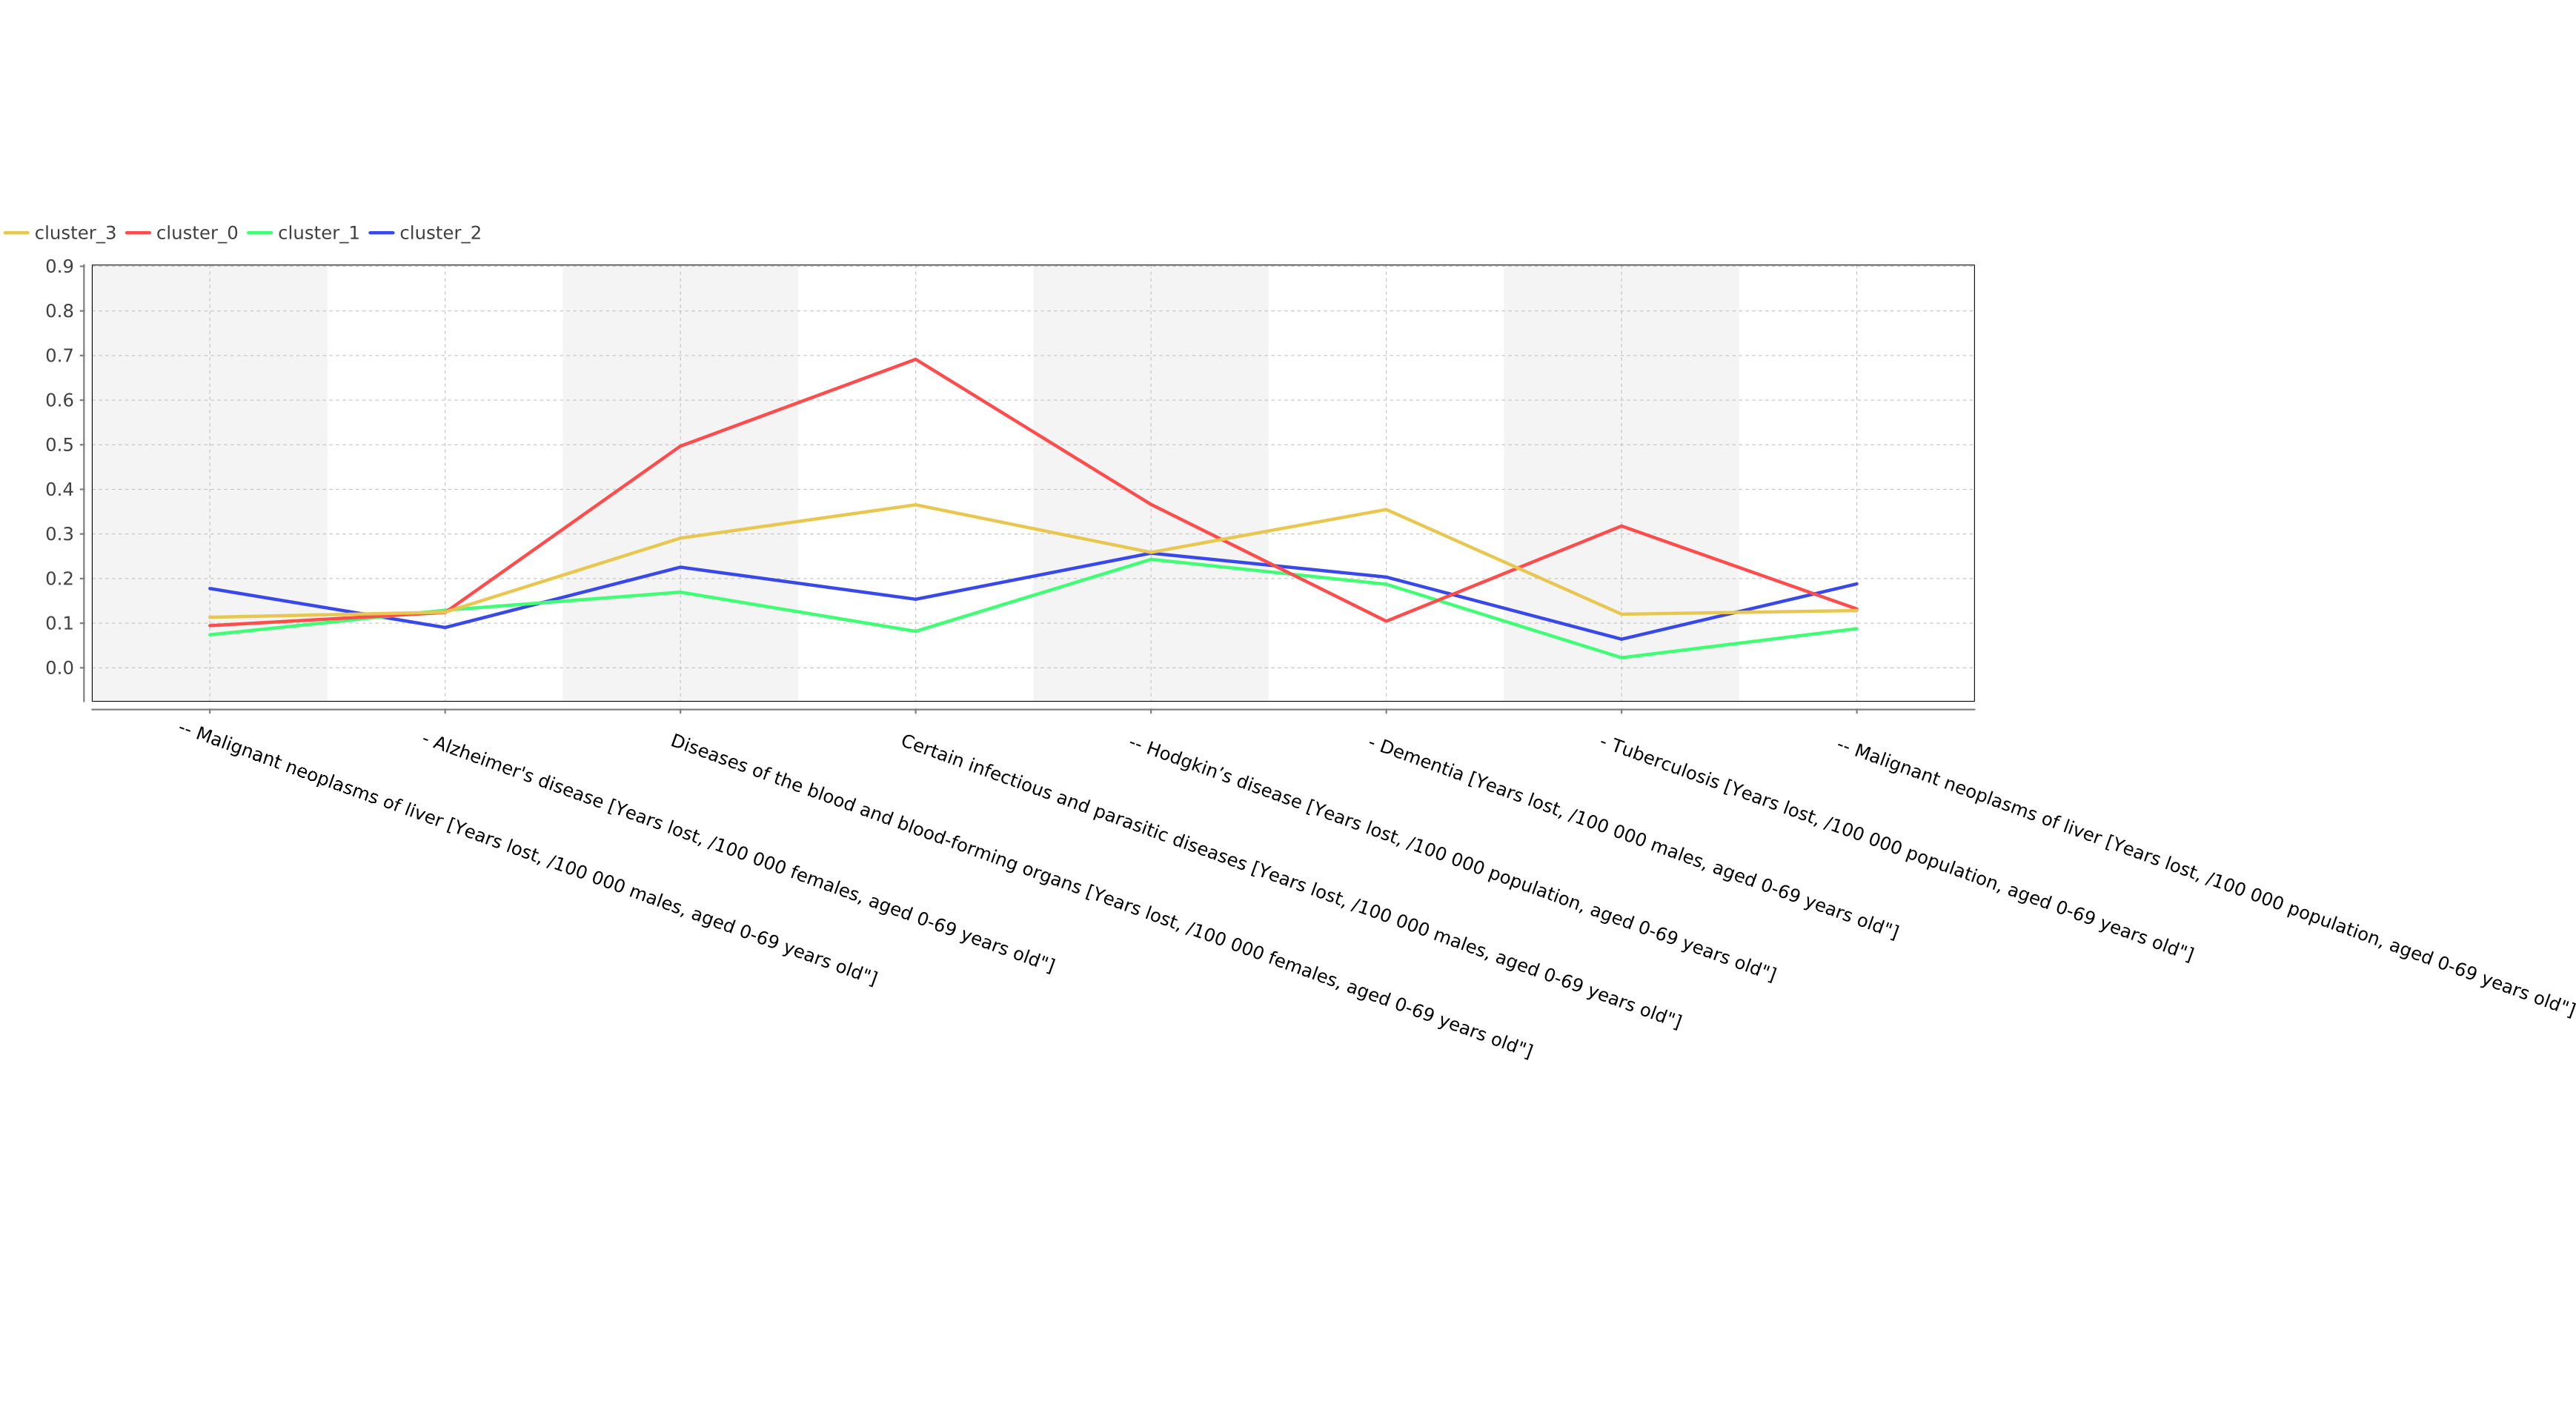 cluster_3 cluster_0 cluster_1 cluster_2
0.9
0.8
0.7
0.6
0.5
0.4
0.3
0.2
0.1
0.0
-- Malignant neoplasms of liver [Years lost, /100 000 males, aged 0-69 years old"]
- Alzheimer's disease [Years lost, /100 000 females, aged 0-69 years old"]
Diseases of the blood and blood-forming organs [Years lost, /100 000 females, aged 0-69 years old"]
Certain infectious and parasitic diseases [Years lost, /100 000 males, aged 0-69 years old"]
-- Hodgkin’s disease [Years lost, /100 000 population, aged 0-69 years old"]
- Dementia [Years lost, /100 000 males, aged 0-69 years old"]
- Tuberculosis [Years lost, /100 000 population, aged 0-69 years old"]
-- Malignant neoplasms of liver [Years lost, /100 000 population, aged 0-69 years old"]